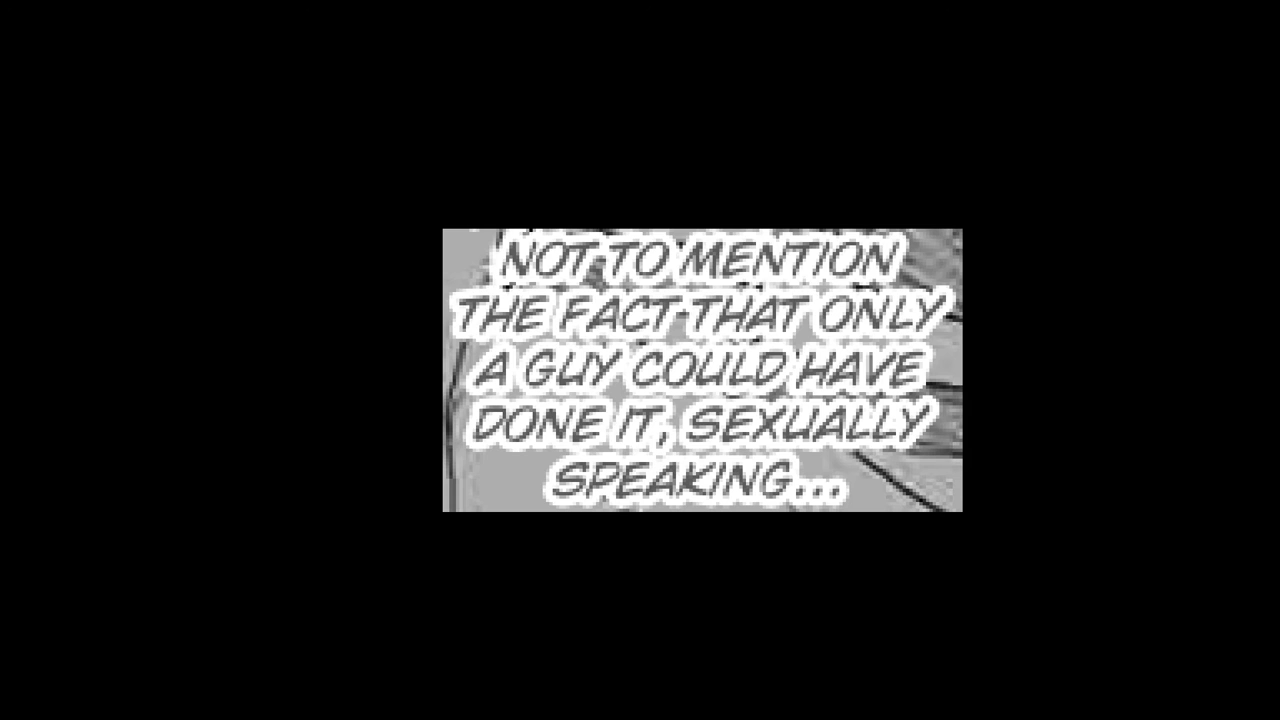 NOT TO MENTION
THE FACT THAT ONLY
A GUY COULD HAVE
DONE IT, SEXUALLY
SPEAKING...